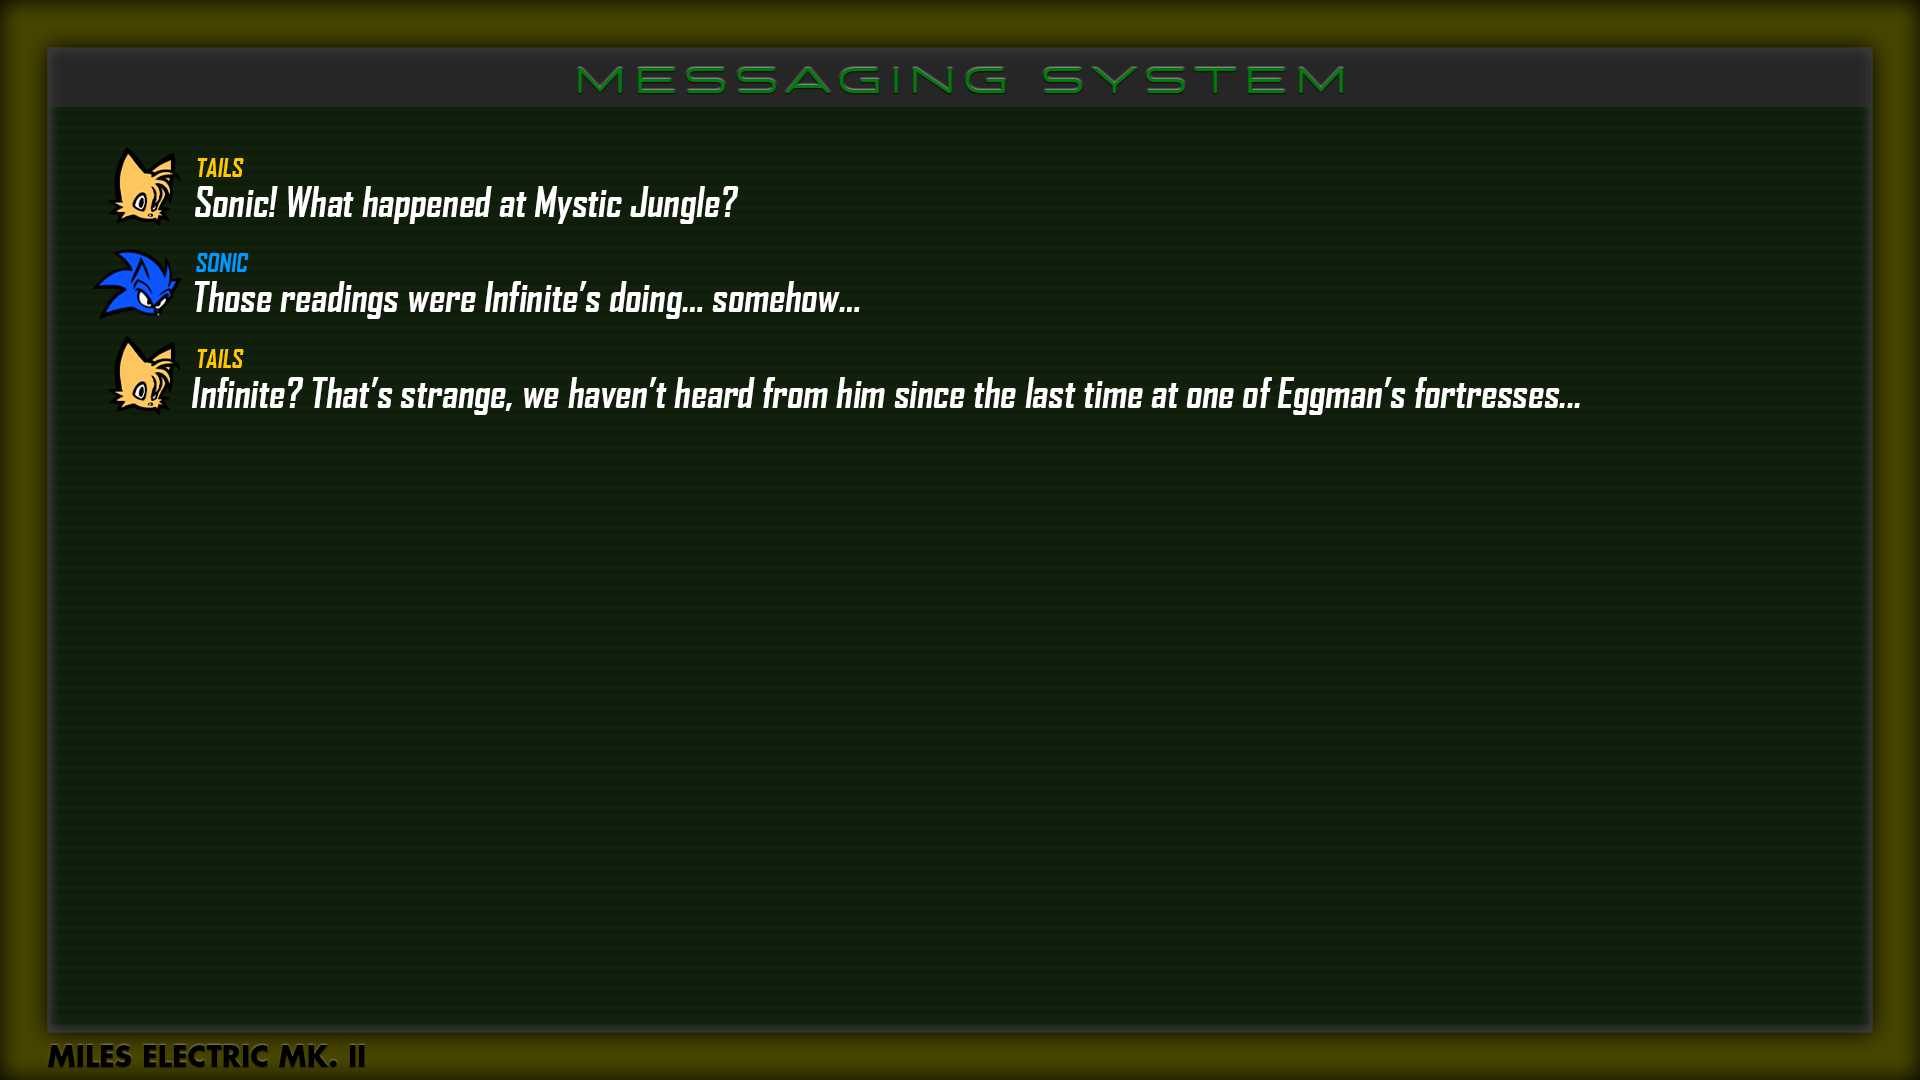 MESSAGING SYSTEM
TAILS
Sonic! What happened at Mystic Jungle?
SONIC
Those readings were Infinite's doing... somehow...
TAILS
Infinite? That's strange, we haven't heard from him since the last time at one of Eggman's fortresses...
MILES ELECTRIC MK. II